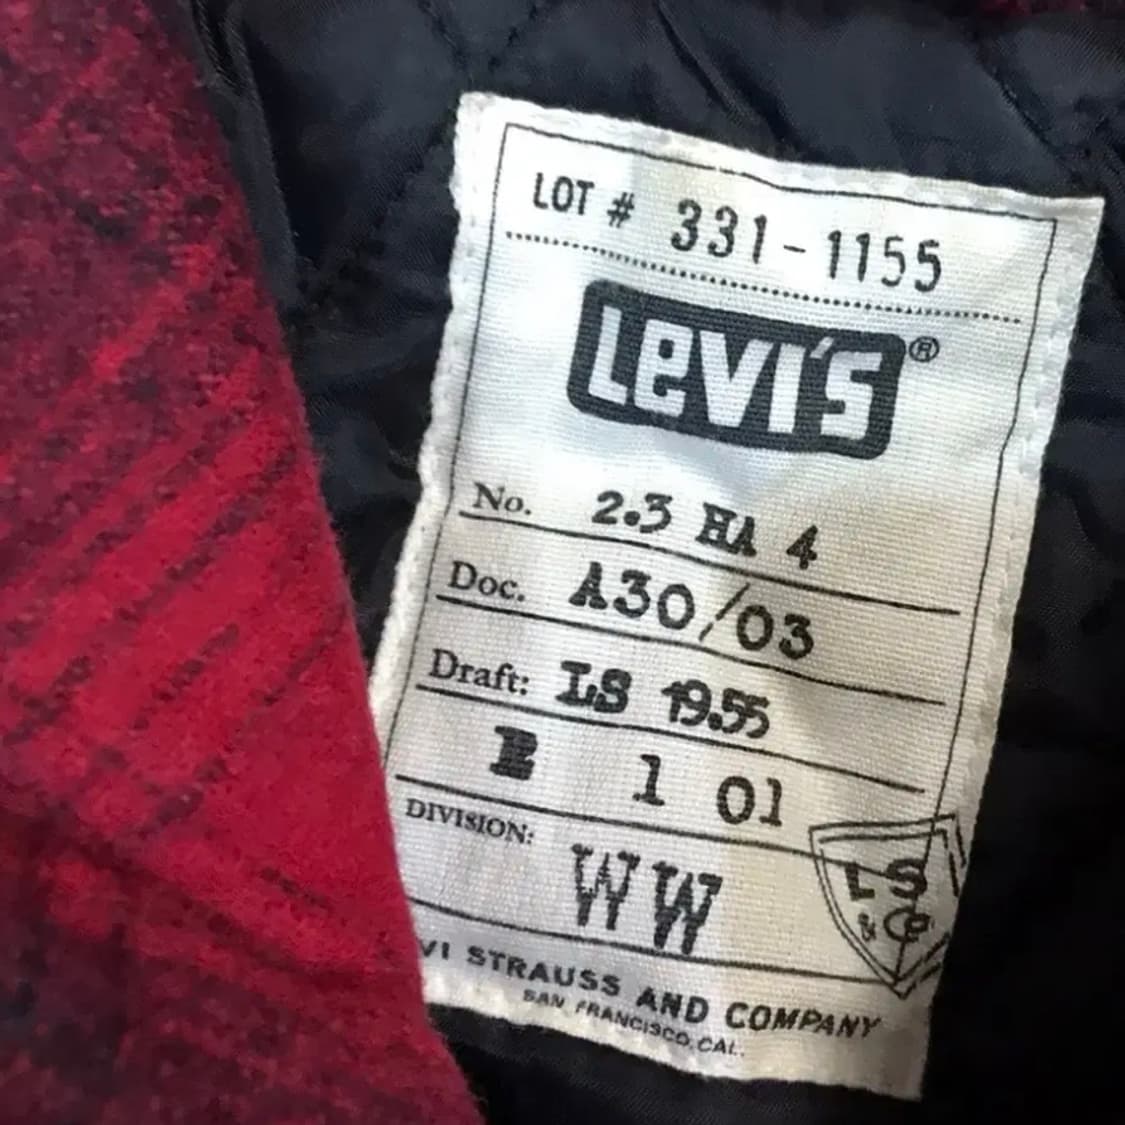 LOT # 331-1155
LEVI'S®
No. 2.3 HA 4
Doc. A30/03
Draft: LS 19.55
1 01
DIVISION:
WW
LS
& Co
VI STRAUSS AND COMPANY
SAN FRANCISCO, CAL.